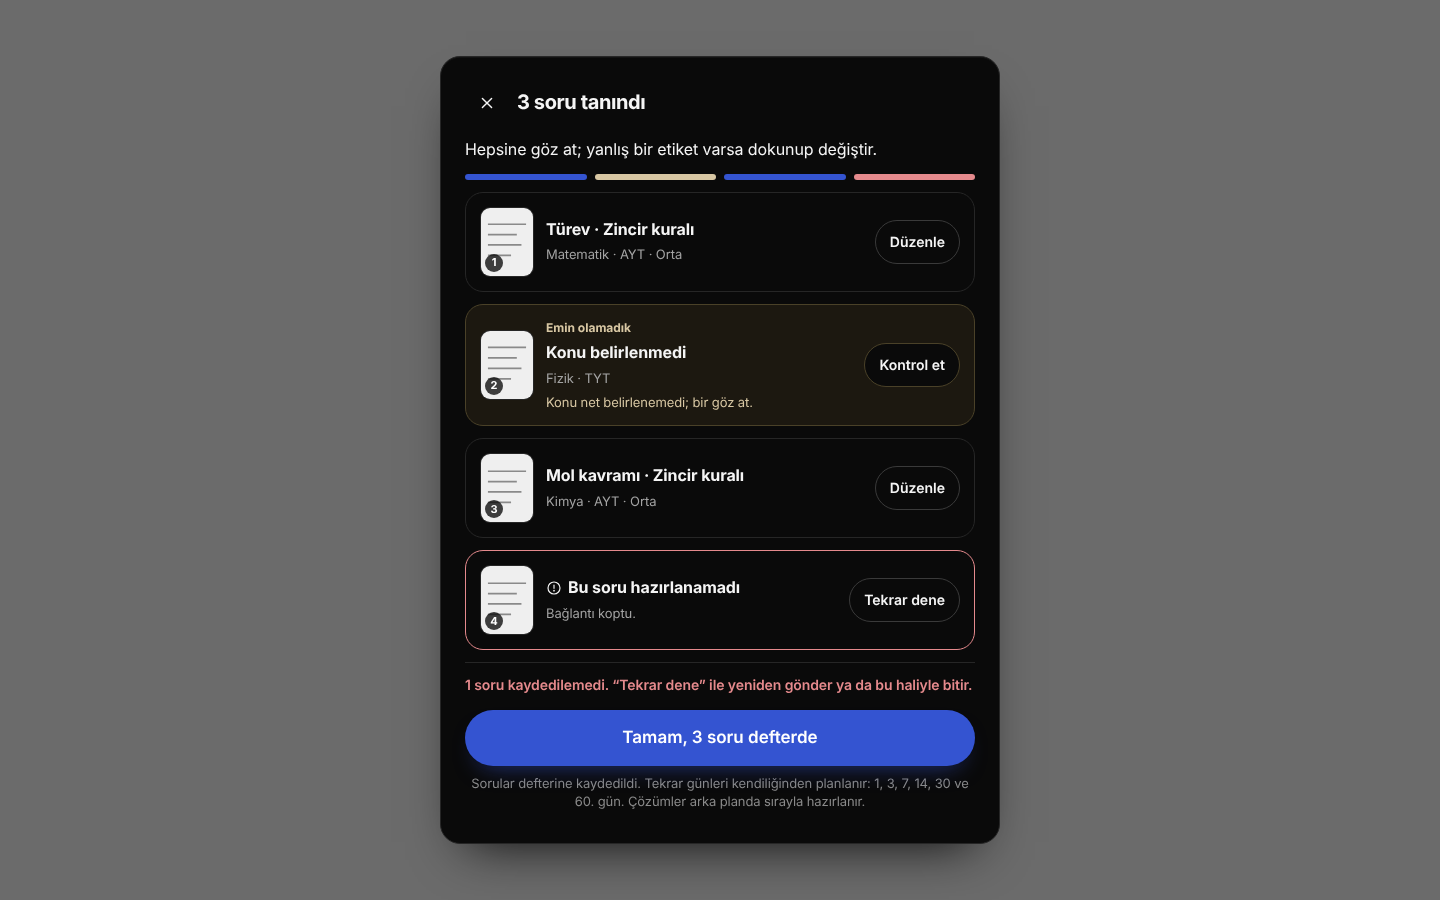 3 soru tanındı
Hepsine göz at; yanlış bir etiket varsa dokunup değiştir.
1
Türev · Zincir kuralı
Matematik · AYT · Orta
Düzenle
2
Emin olamadık
Konu belirlenmedi
Fizik · TYT
Konu net belirlenemedi; bir göz at.
Kontrol et
3
Mol kavramı · Zincir kuralı
Kimya · AYT · Orta
Düzenle
4
Bu soru hazırlanamadı
Bağlantı koptu.
Tekrar dene
1 soru kaydedilemedi. “Tekrar dene” ile yeniden gönder ya da bu haliyle bitir.
Tamam, 3 soru defterde
Sorular defterine kaydedildi. Tekrar günleri kendiliğinden planlanır: 1, 3, 7, 14, 30 ve
60. gün. Çözümler arka planda sırayla hazırlanır.